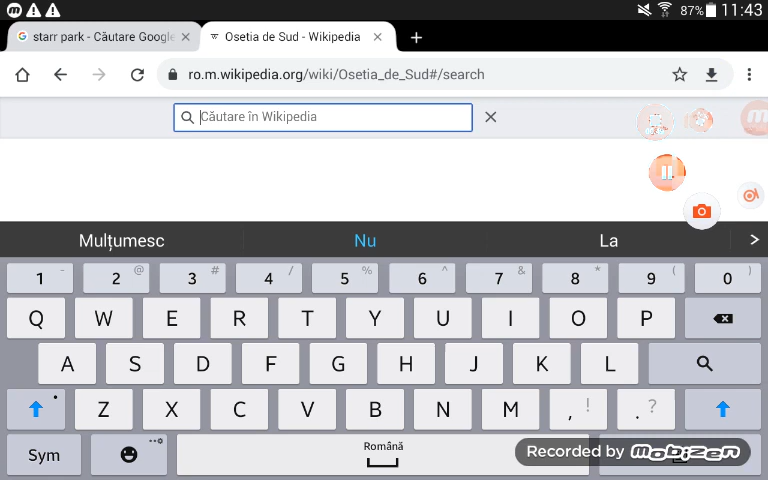 87% 11:43
starr park - Căutare Google
Osetia de Sud - Wikipedia
ro.m.wikipedia.org/wiki/Osetia_de_Sud#/search
Căutare în Wikipedia
Mulțumesc Nu La
1 - 2 @ 3 # 4 / 5 % 6 ^ 7 & 8 * 9 ( 0 )
Q W E R T Y U I O P
A S D F G H J K L
Z X C V B N M , ! . ?
Sym Română
Recorded by mobizen